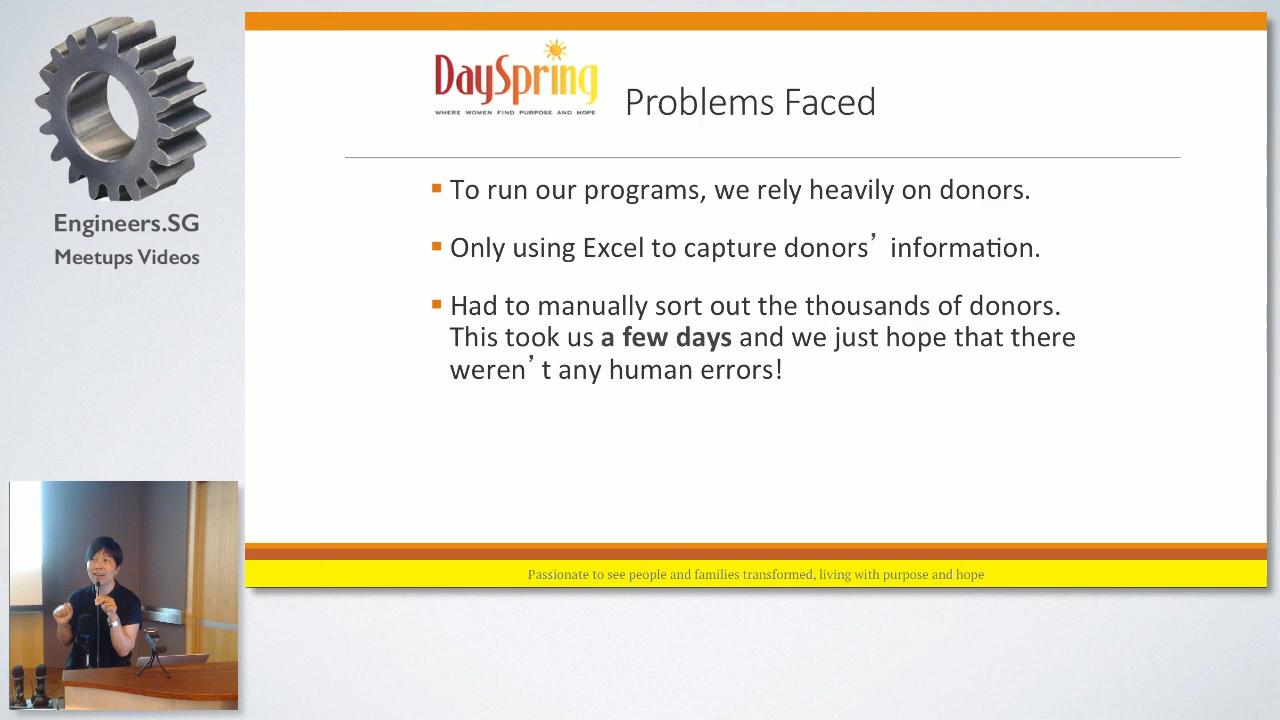 Engineers.SG
Meetups Videos
DaySpring
WHERE WOMEN FIND PURPOSE AND HOPE
Problems Faced
To run our programs, we rely heavily on donors.
Only using Excel to capture donors’ information.
Had to manually sort out the thousands of donors.
This took us a few days and we just hope that there
weren’t any human errors!
Passionate to see people and families transformed, living with purpose and hope